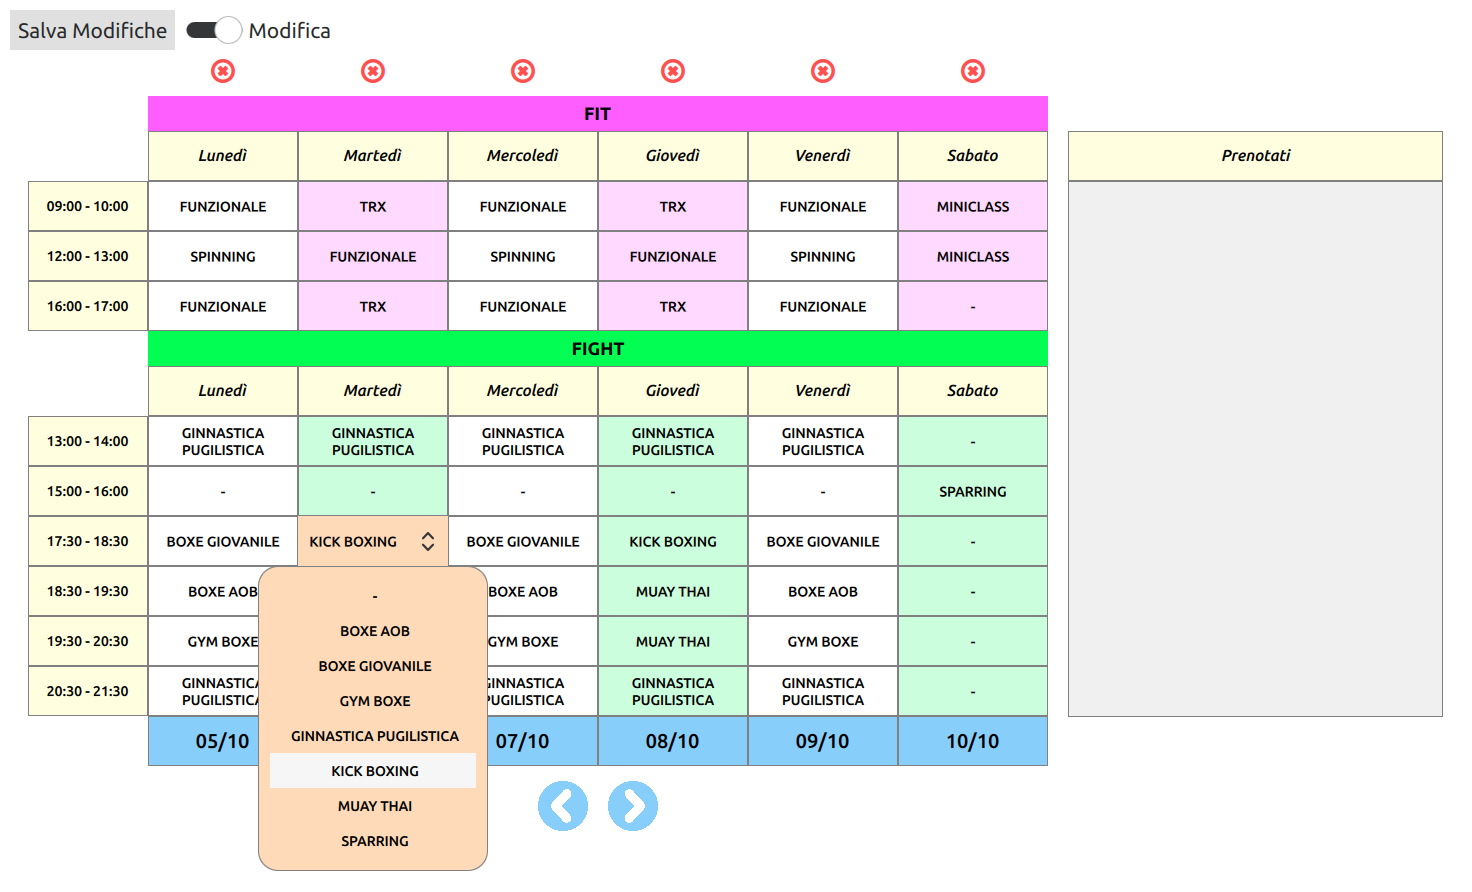 Salva Modifiche Modifica
FIT
Lunedì Martedì Mercoledì Giovedì Venerdì Sabato Prenotati
09:00 - 10:00 FUNZIONALE TRX FUNZIONALE TRX FUNZIONALE MINICLASS
12:00 - 13:00 SPINNING FUNZIONALE SPINNING FUNZIONALE SPINNING MINICLASS
16:00 - 17:00 FUNZIONALE TRX FUNZIONALE TRX FUNZIONALE -
FIGHT
Lunedì Martedì Mercoledì Giovedì Venerdì Sabato
13:00 - 14:00 GINNASTICA PUGILISTICA GINNASTICA PUGILISTICA GINNASTICA PUGILISTICA GINNASTICA PUGILISTICA GINNASTICA PUGILISTICA -
15:00 - 16:00 - - - - - SPARRING
17:30 - 18:30 BOXE GIOVANILE KICK BOXING BOXE GIOVANILE KICK BOXING BOXE GIOVANILE -
18:30 - 19:30 BOXE AOB BOXE AOB MUAY THAI BOXE AOB -
19:30 - 20:30 GYM BOXE GYM BOXE MUAY THAI GYM BOXE -
20:30 - 21:30 GINNASTICA PUGILISTICA GINNASTICA PUGILISTICA GINNASTICA PUGILISTICA GINNASTICA PUGILISTICA -
05/10 07/10 08/10 09/10 10/10
-
BOXE AOB
BOXE GIOVANILE
GYM BOXE
GINNASTICA PUGILISTICA
KICK BOXING
MUAY THAI
SPARRING